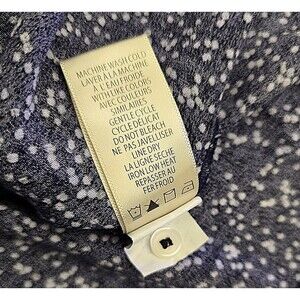 MACHINE WASH COLD
LAVER A LA MACHINE
A L'EAU FROIDE
WITH LIKE COLORS
AVEC COULEURS
SIMILAIRES
GENTLE CYCLE
CYCLE DÉLICAT
DO NOT BLEACH
NE PAS JAVELLISER
LINE DRY
LA LIGNE SÈCHE
IRON LOW HEAT
REPASSER AU
FER FROID